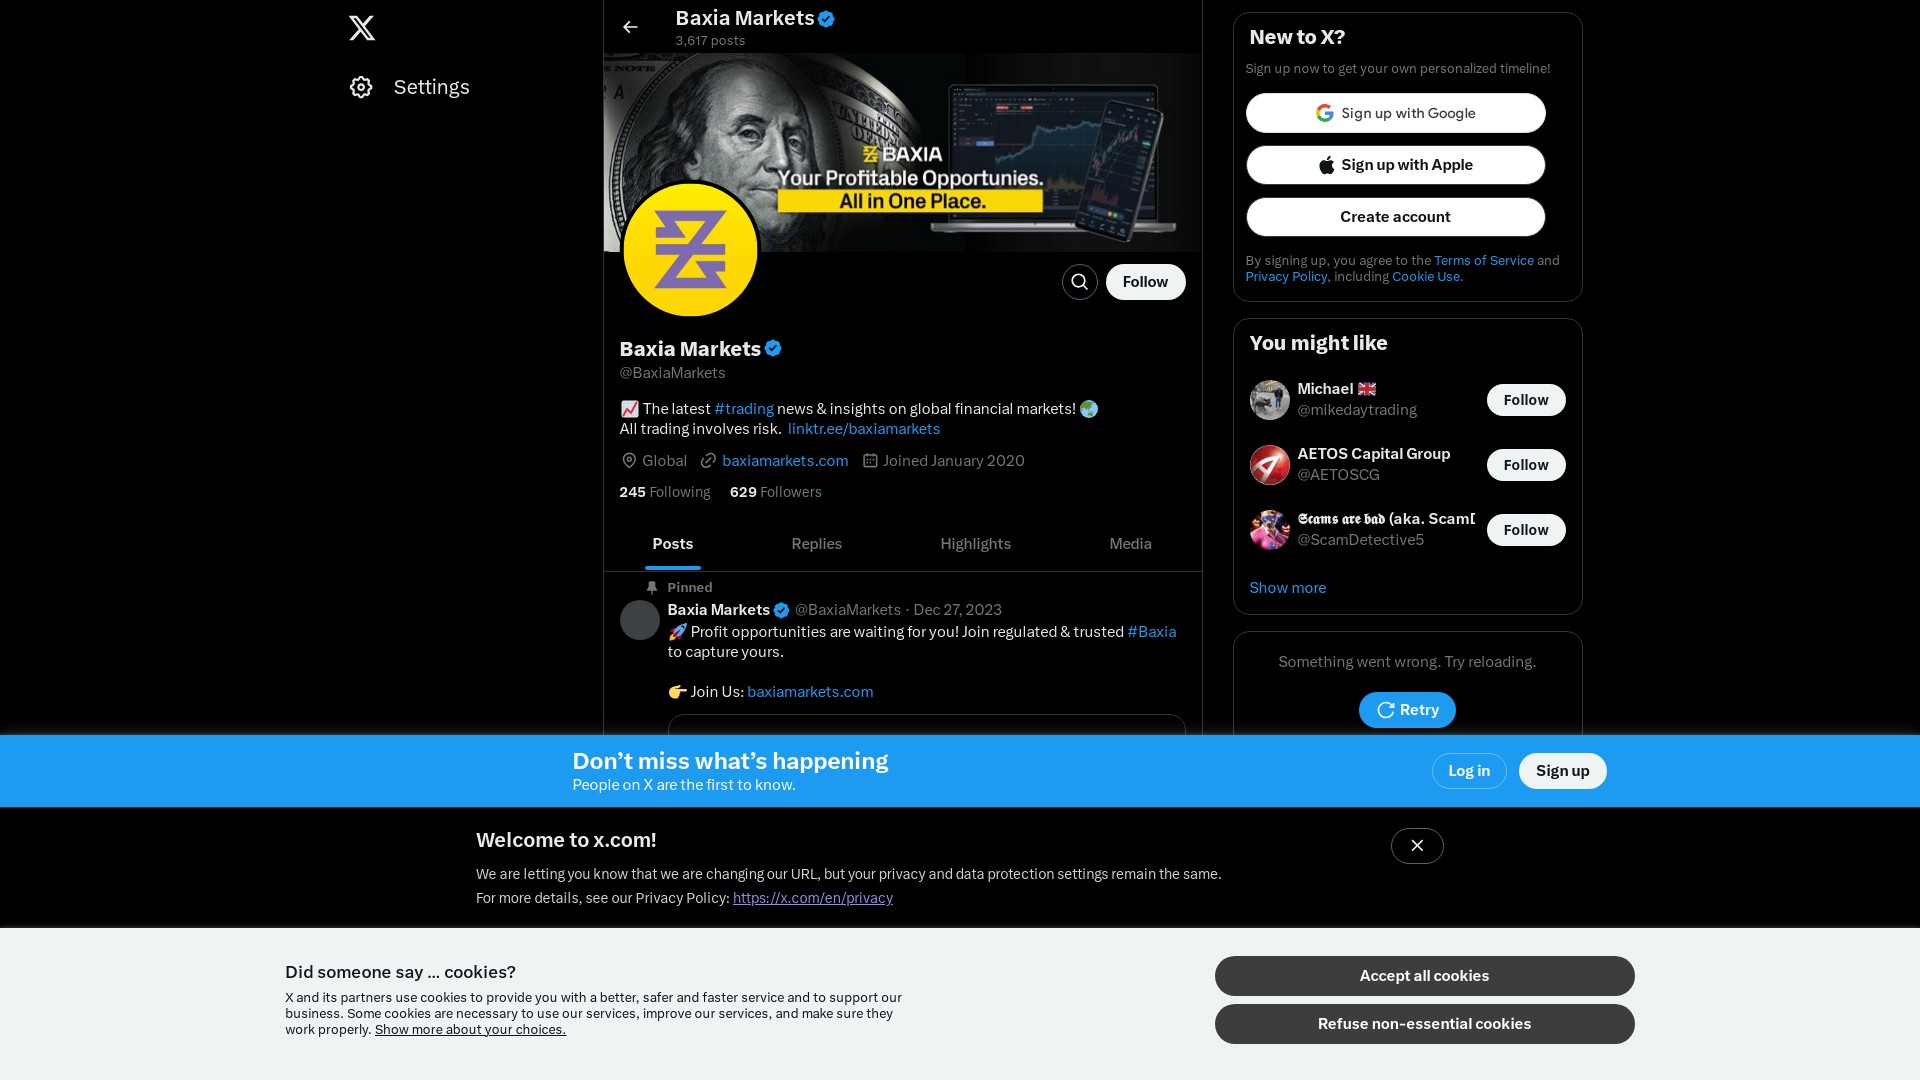 Settings
Baxia Markets
3,617 posts
NOTE
BAXIA
Your Profitable Opportunies.
All in One Place.
Follow
Baxia Markets
@BaxiaMarkets
📈 The latest #trading news & insights on global financial markets! 🌏
All trading involves risk. linktr.ee/baxiamarkets
Global baxiamarkets.com Joined January 2020
245 Following 629 Followers
Posts Replies Highlights Media
Pinned
Baxia Markets @BaxiaMarkets · Dec 27, 2023
🚀 Profit opportunities are waiting for you! Join regulated & trusted #Baxia
to capture yours.
👉 Join Us: baxiamarkets.com
New to X?
Sign up now to get your own personalized timeline!
Sign up with Google
Sign up with Apple
Create account
By signing up, you agree to the Terms of Service and
Privacy Policy, including Cookie Use.
You might like
Michael 🇬🇧
@mikedaytrading
Follow
AETOS Capital Group
@AETOSCG
Follow
𝕾𝖈𝖆𝖒𝖘 𝖆𝖗𝖊 𝖇𝖆𝖉 (aka. ScamD
@ScamDetective5
Follow
Show more
Something went wrong. Try reloading.
Retry
Don’t miss what’s happening
People on X are the first to know.
Log in
Sign up
Welcome to x.com!
We are letting you know that we are changing our URL, but your privacy and data protection settings remain the same.
For more details, see our Privacy Policy: https://x.com/en/privacy
Did someone say … cookies?
X and its partners use cookies to provide you with a better, safer and faster service and to support our
business. Some cookies are necessary to use our services, improve our services, and make sure they
work properly. Show more about your choices.
Accept all cookies
Refuse non-essential cookies